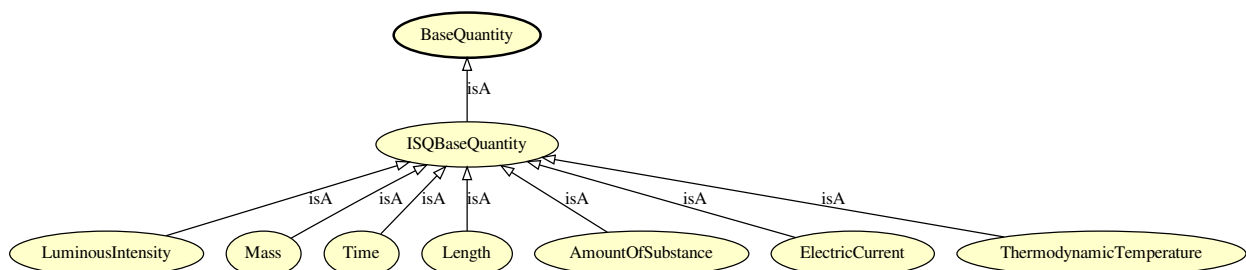 BaseQuantity
isA
ISQBaseQuantity
isA isA isA isA isA isA isA
LuminousIntensity Mass Time Length AmountOfSubstance ElectricCurrent ThermodynamicTemperature